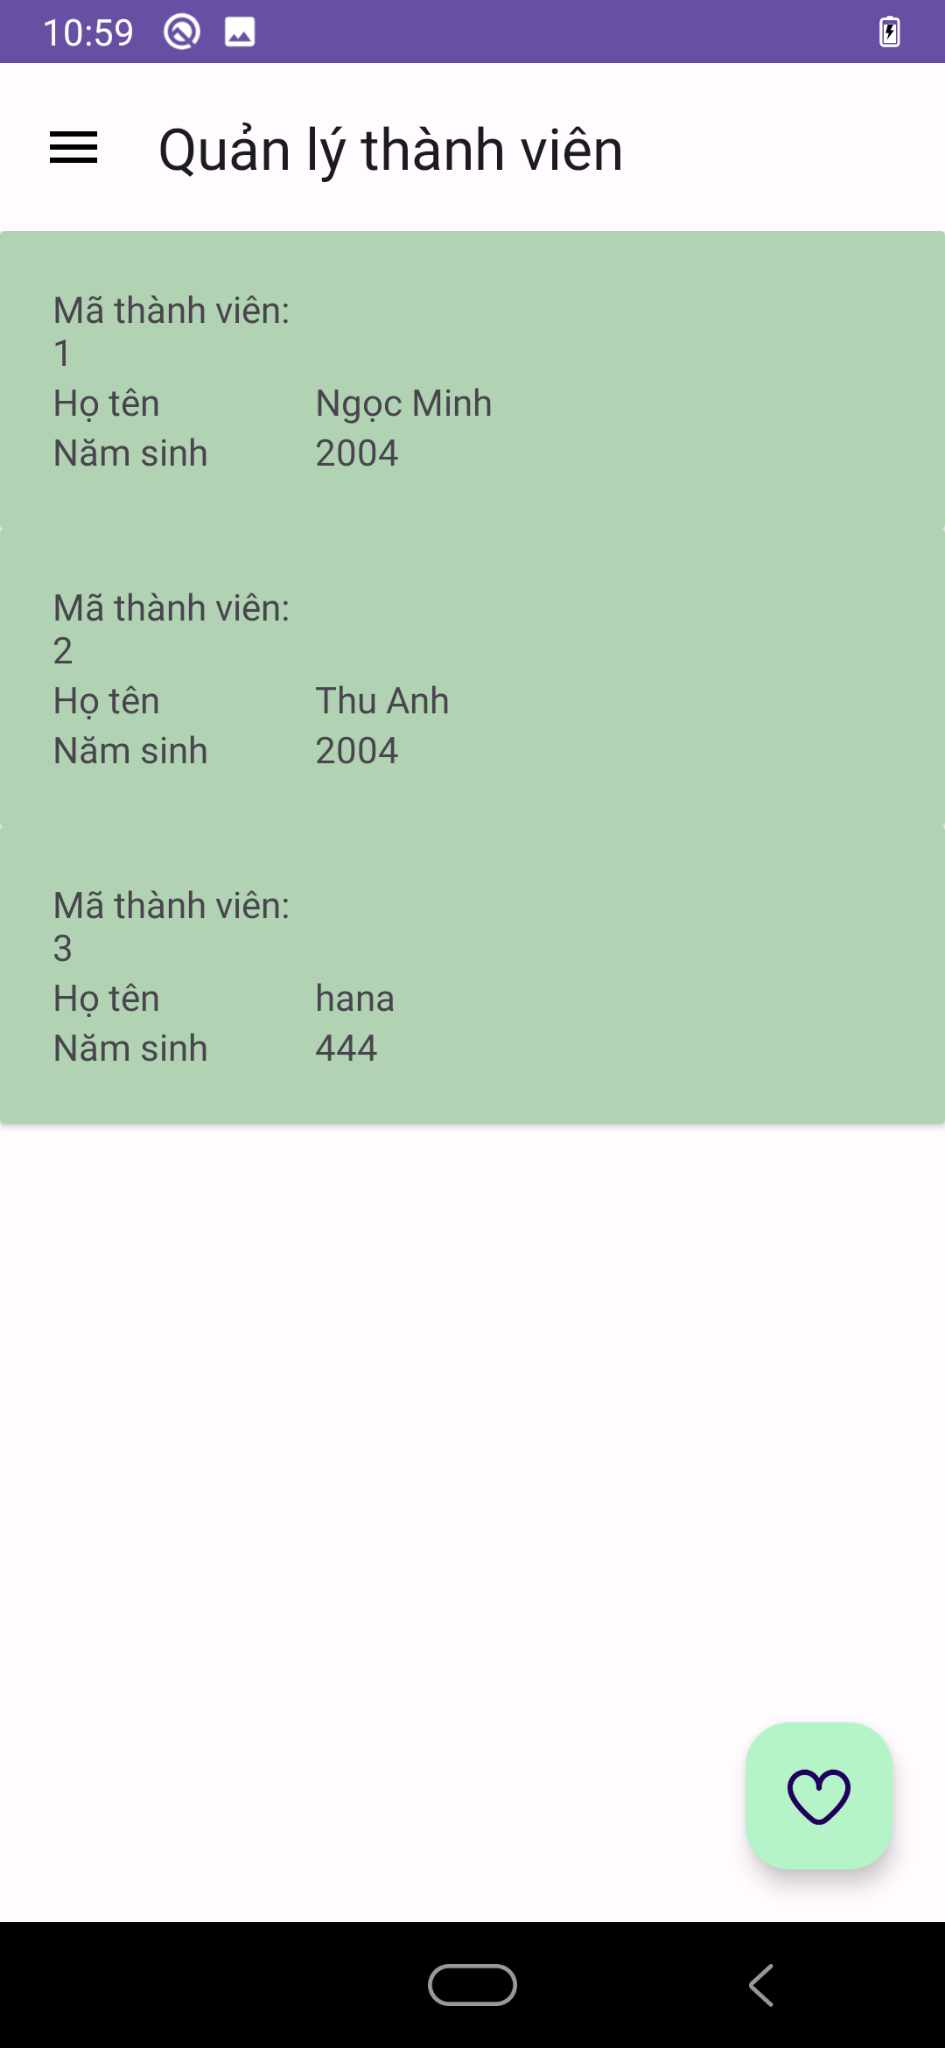 10:59
Quản lý thành viên
Mã thành viên:
1
Họ tên Ngọc Minh
Năm sinh 2004
Mã thành viên:
2
Họ tên Thu Anh
Năm sinh 2004
Mã thành viên:
3
Họ tên hana
Năm sinh 444